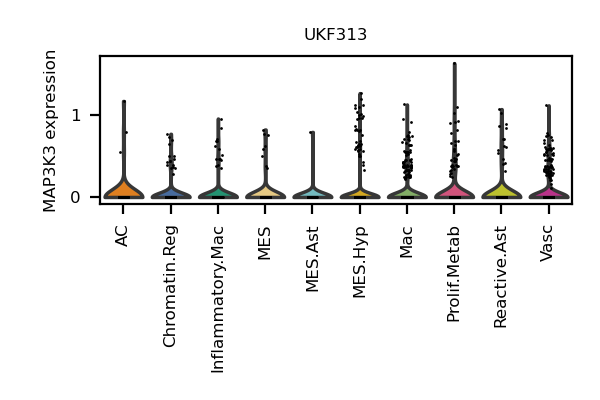 UKF313
MAP3K3 expression
1
0
AC
Chromatin.Reg
Inflammatory.Mac
MES
MES.Ast
MES.Hyp
Mac
Prolif.Metab
Reactive.Ast
Vasc